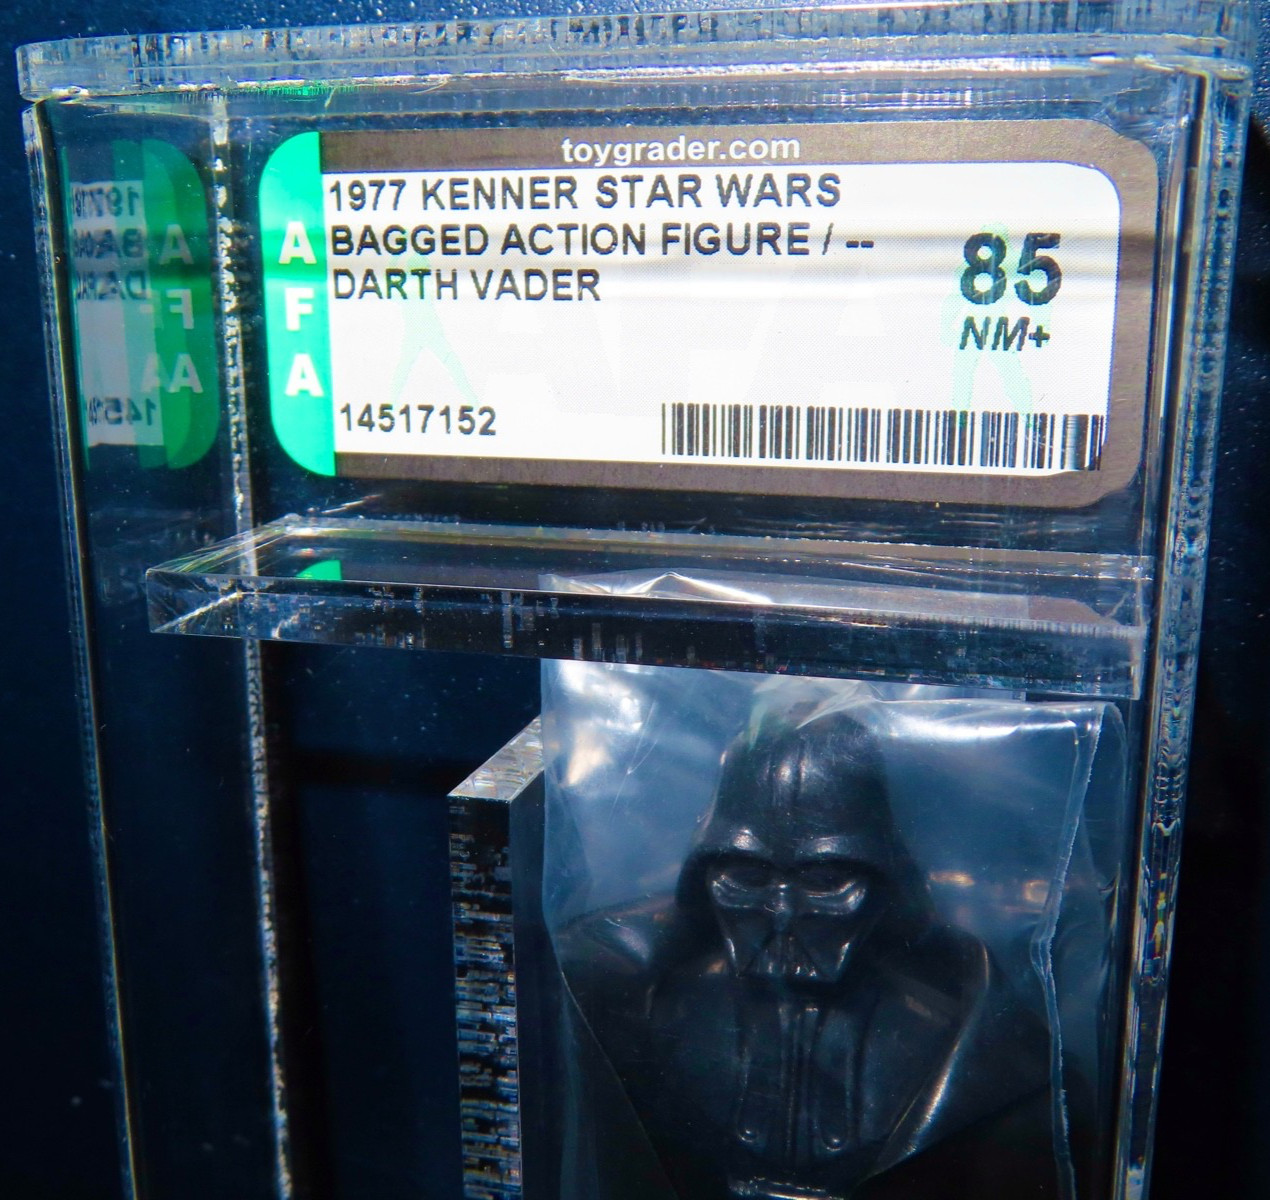 toygrader.com
1977 KENNER STAR WARS
BAGGED ACTION FIGURE / --
DARTH VADER
85
NM+
AFA
14517152